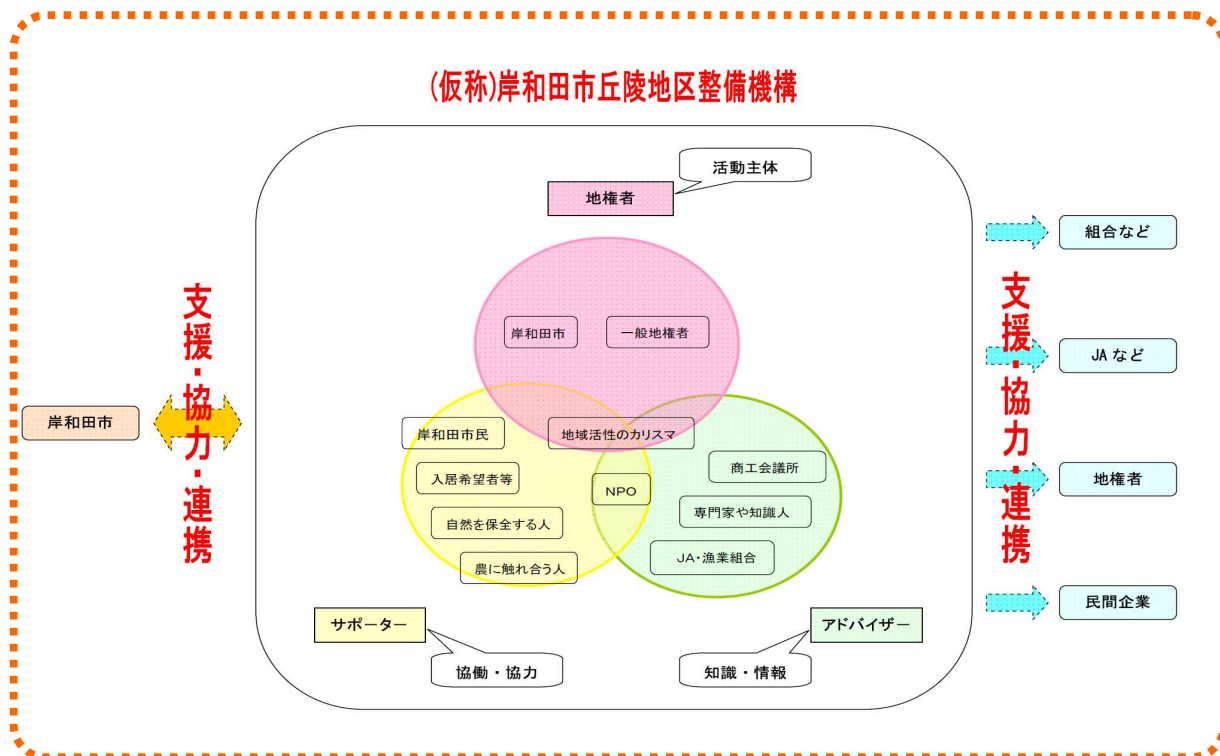 (仮称)岸和田市丘陵地区整備機構
活動主体
地権者
岸和田市
一般地権者
岸和田市民
地域活性のカリスマ
入居希望者等
NPO
商工会議所
自然を保全する人
専門家や知識人
農に触れ合う人
JA・漁業組合
サポーター
アドバイザー
協働・協力
知識・情報
岸和田市
支援・協力・連携
支援・協力・連携
組合など
JAなど
地権者
民間企業